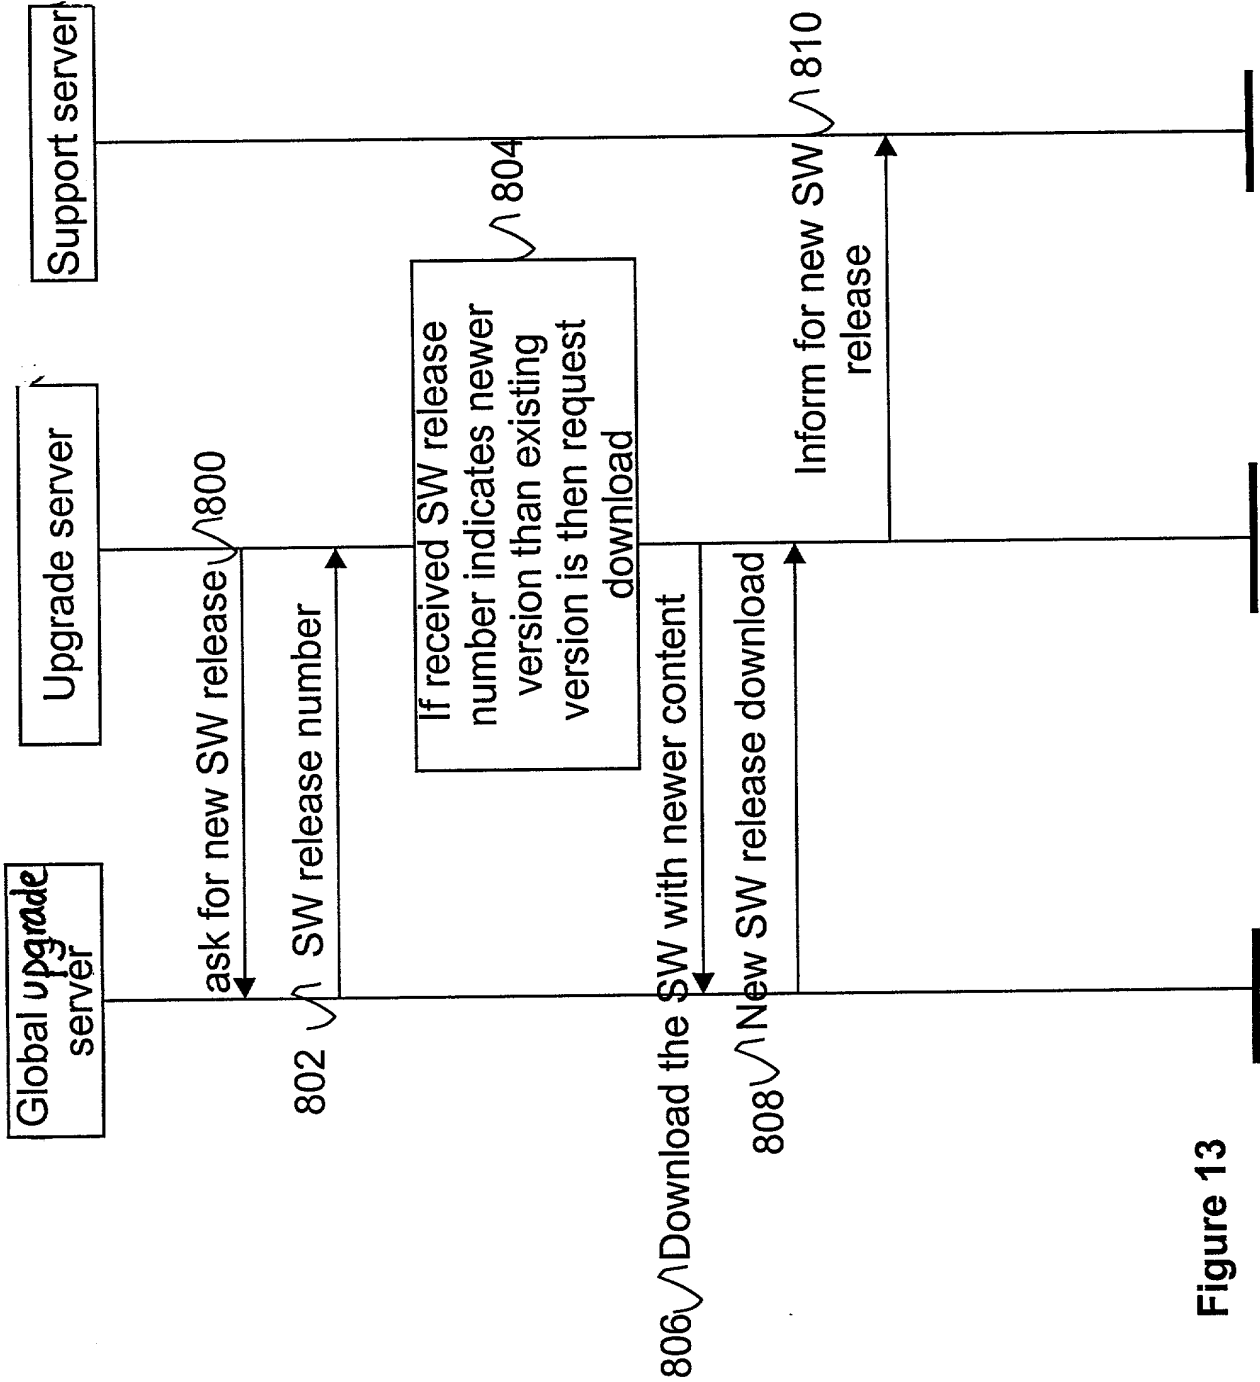 Global upgrade
server
Upgrade server
Support server
ask for new SW release 800
802 SW release number
804
If received SW release
number indicates newer
version than existing
version is then request
download
806 Download the SW with newer content
808 New SW release download
Inform for new SW 810
release
Figure 13